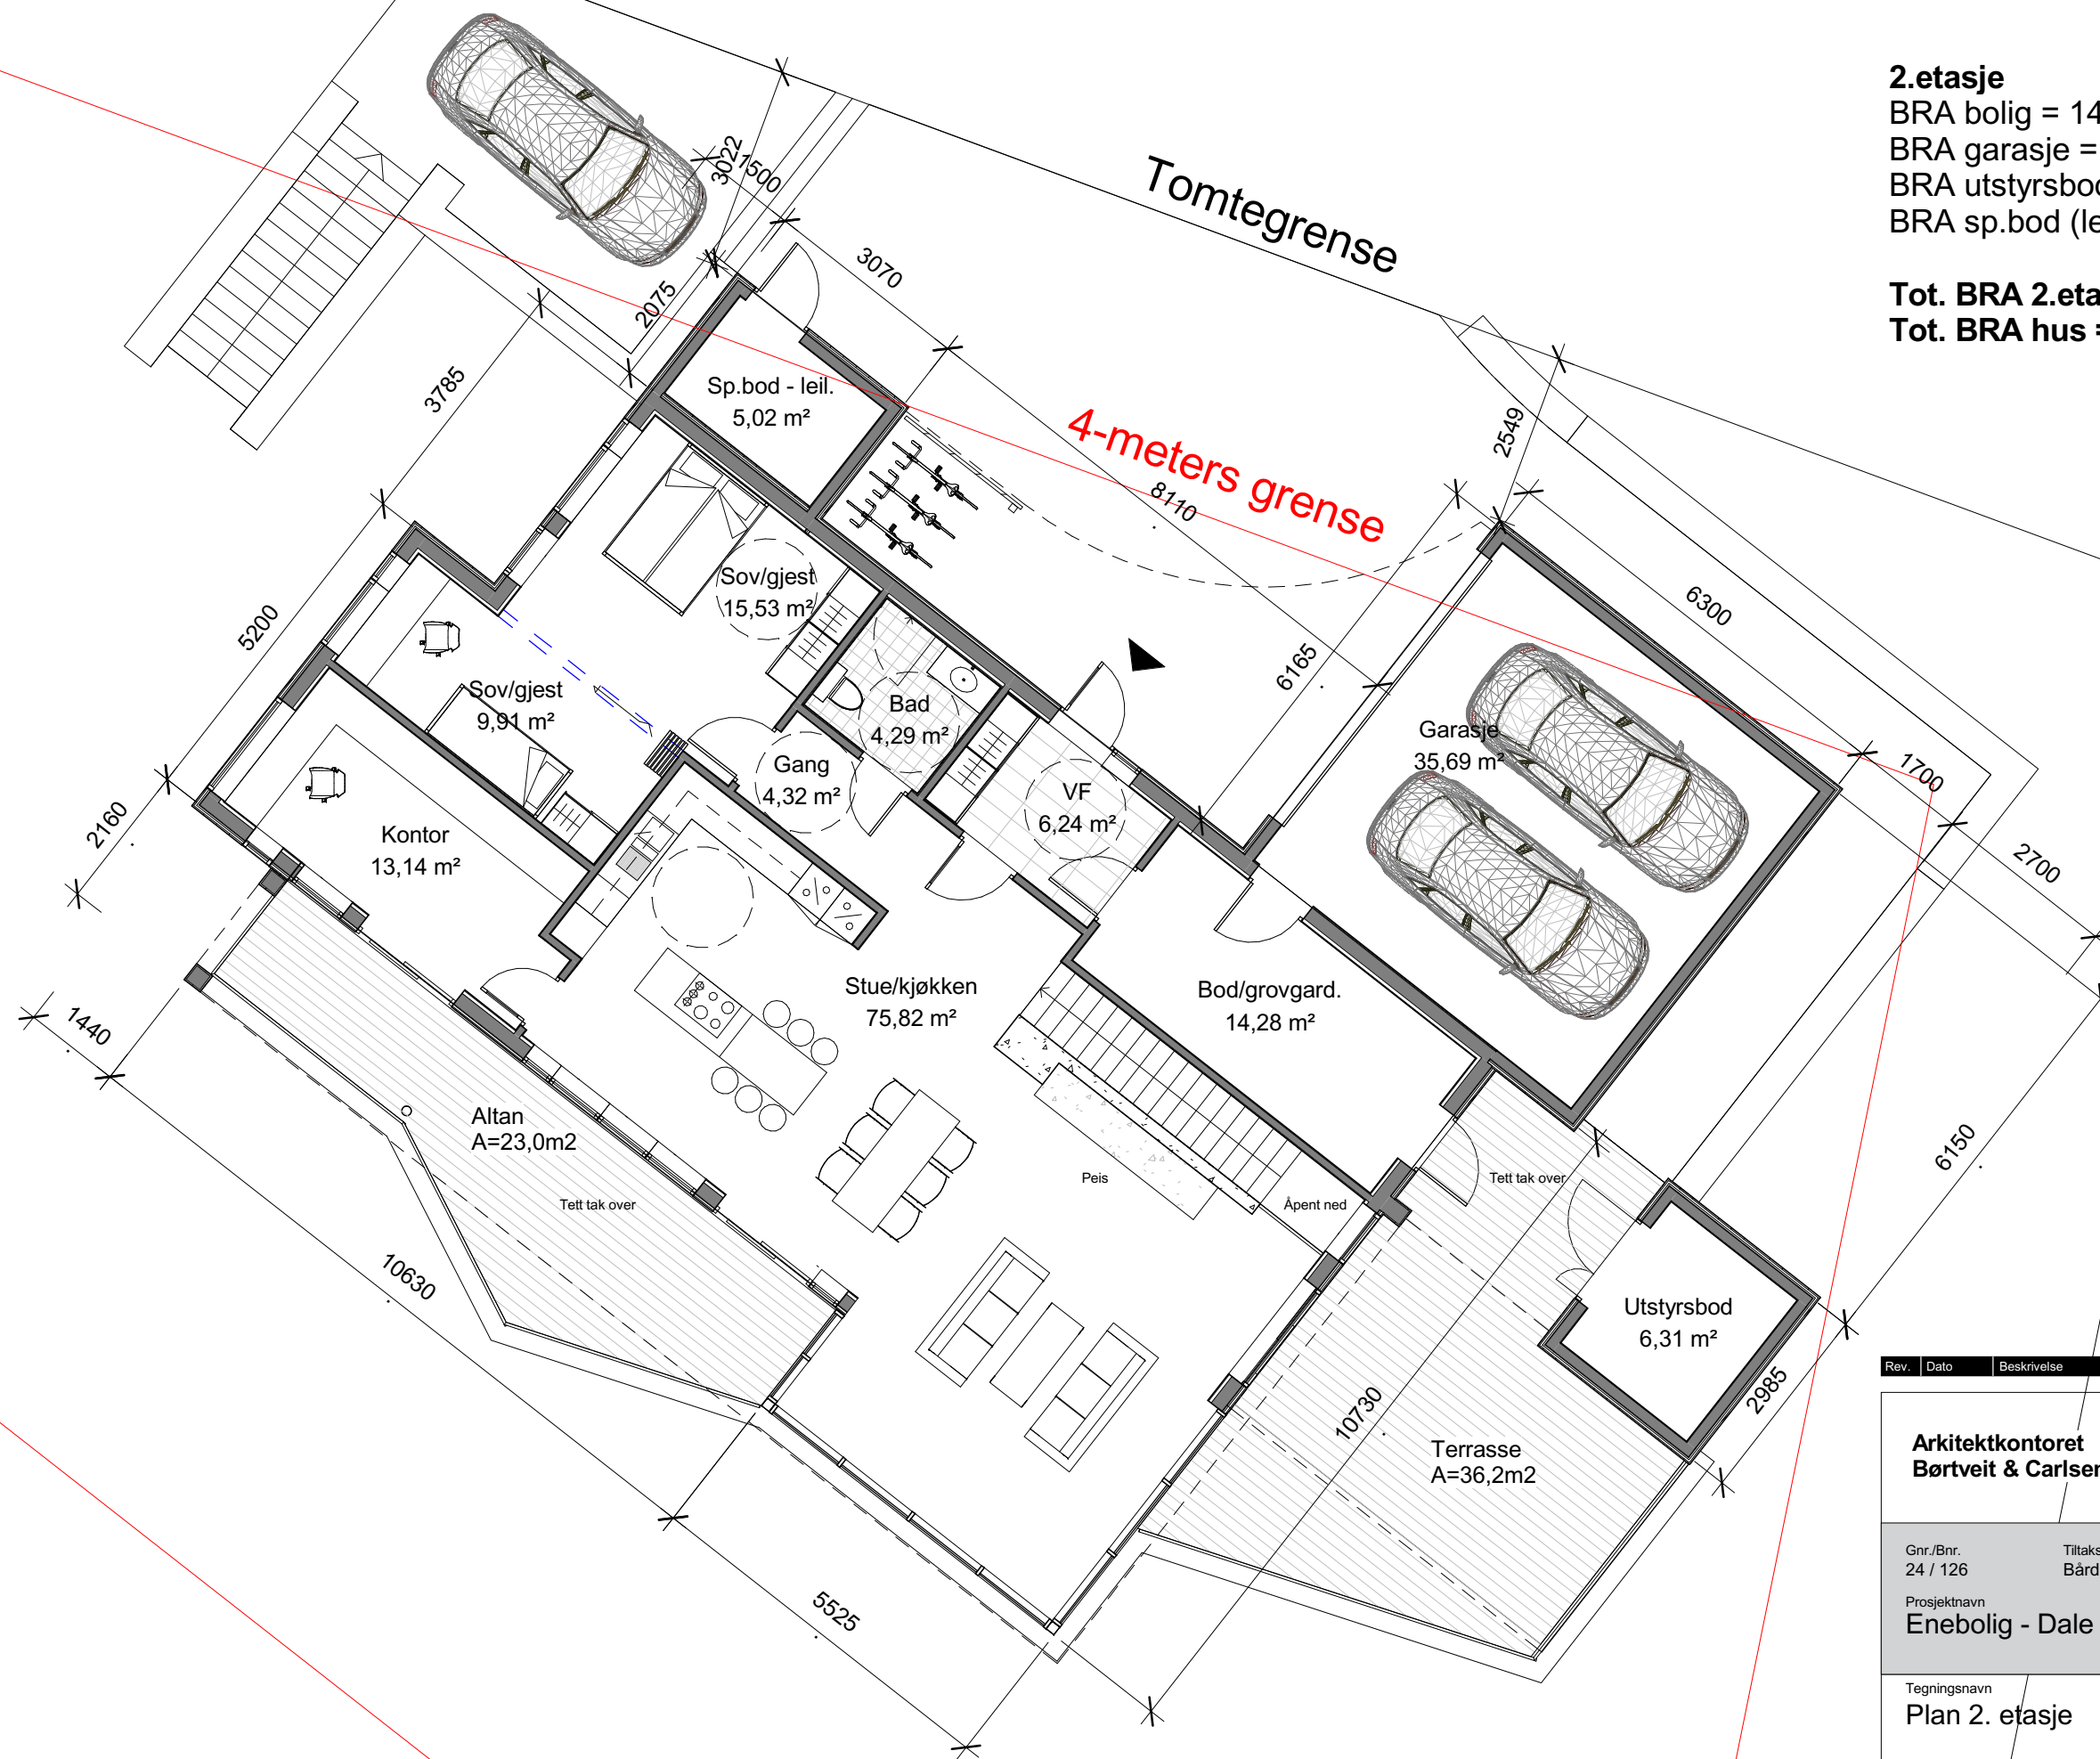 2.etasje
BRA bolig = 14
BRA garasje =
BRA utstyrsbod
BRA sp.bod (le
Tot. BRA 2.eta
Tot. BRA hus =
Tomtegrense
4-meters grense
3022
1500
3070
2075
3785
8110
2549
6300
5200
6165
1700
2700
2160
1440
10630
5525
10730
6150
2985
Sp.bod - leil.
5,02 m²
Sov/gjest
15,53 m²
Sov/gjest
9,91 m²
Bad
4,29 m²
Gang
4,32 m²
VF
6,24 m²
Garasje
35,69 m²
Kontor
13,14 m²
Stue/kjøkken
75,82 m²
Bod/grovgard.
14,28 m²
Altan
A=23,0m2
Tett tak over
Peis
Åpent ned
Tett tak over
Utstyrsbod
6,31 m²
Terrasse
A=36,2m2
Rev. Dato Beskrivelse
Arkitektkontoret
Børtveit & Carlsen
Gnr./Bnr. Tiltaks
24 / 126 Bård
Prosjektnavn
Enebolig - Dale
Tegningsnavn
Plan 2. etasje